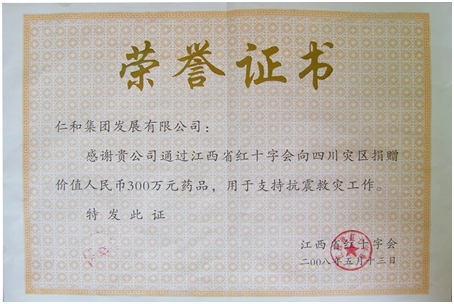 荣誉证书
仁和集团发展有限公司：
感谢贵公司通过江西省红十字会向四川灾区捐赠
价值人民币300万元药品，用于支持抗震救灾工作。
特发此证
江西省红十字会
二00八年五月十三日